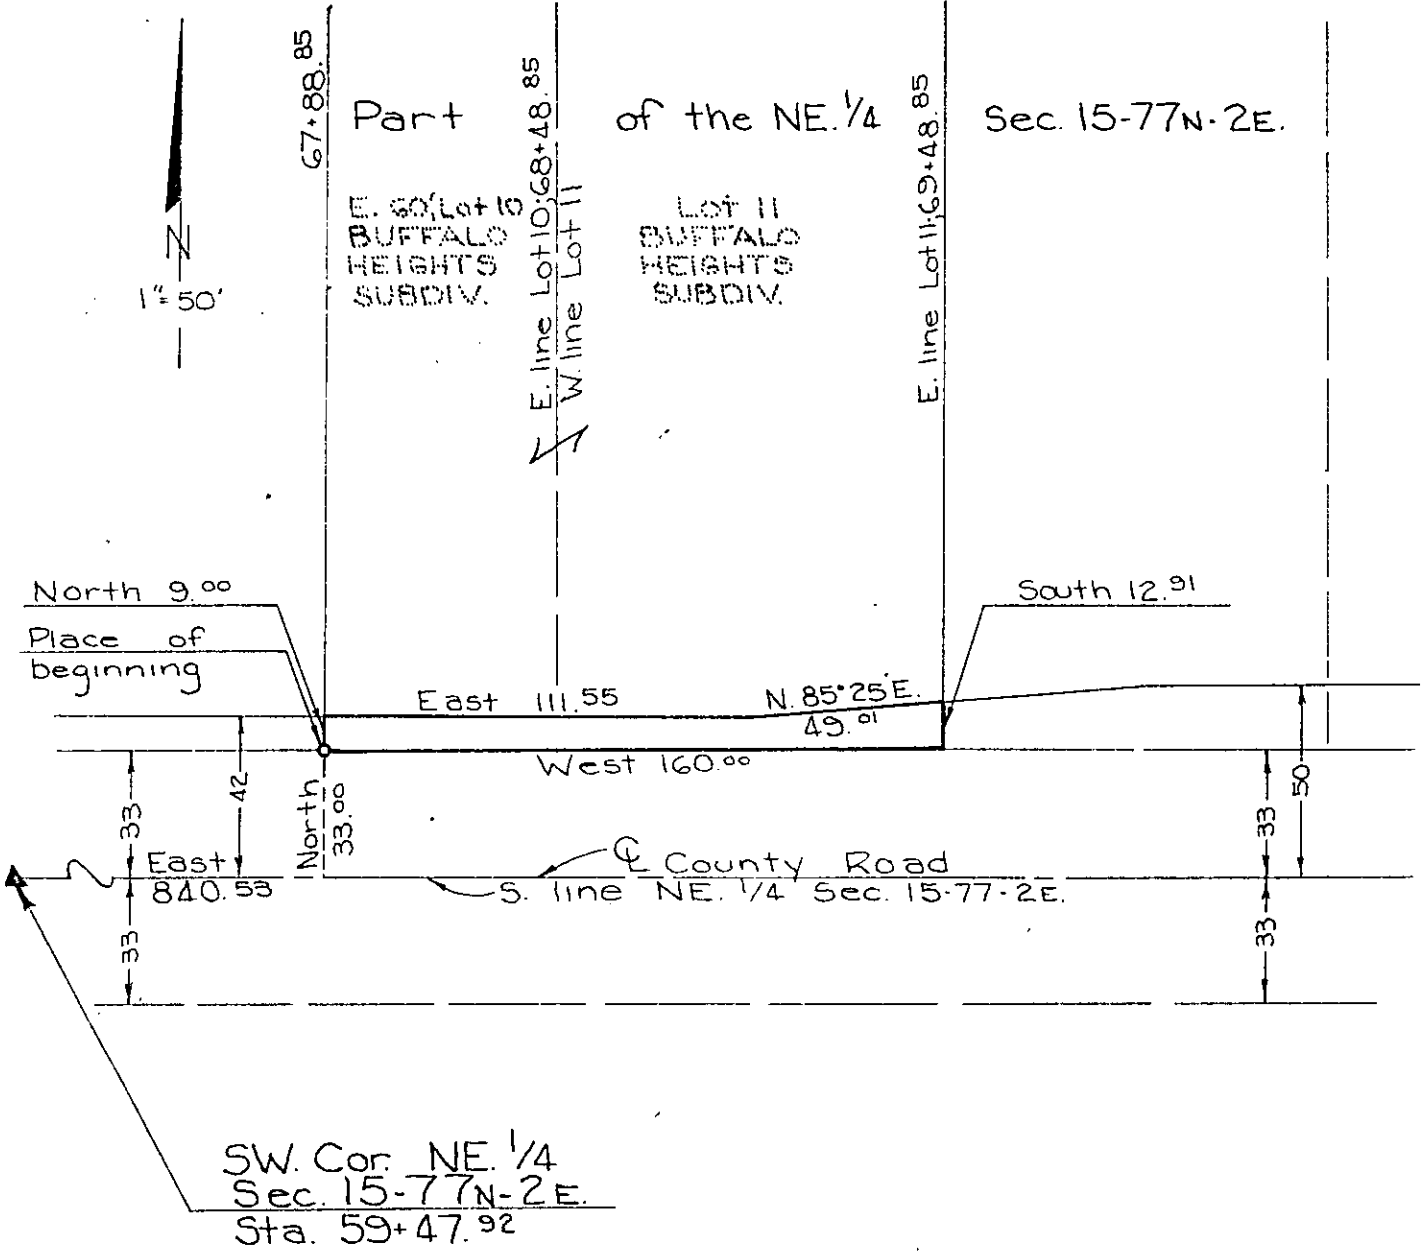 67+88.85
Part of the NE. 1/4 Sec. 15-77N-2E.
E. line Lot 10; 68+48.85
W. line Lot 11
E. line Lot 11; 69+48.85
N
1"=50'
E. 60', Lot 10
BUFFALO
HEIGHTS
SUBDIV.
Lot 11
BUFFALO
HEIGHTS
SUBDIV.
North 9.00
Place of
beginning
South 12.91
East 111.55
N. 85°25'E.
49.01
West 160.00
33
42
North
33.00
33
50
East
840.53
℄ County Road
S. line NE. 1/4 Sec. 15-77-2E.
33
33
SW. Cor. NE. 1/4
Sec. 15-77N-2E.
Sta. 59+47.92